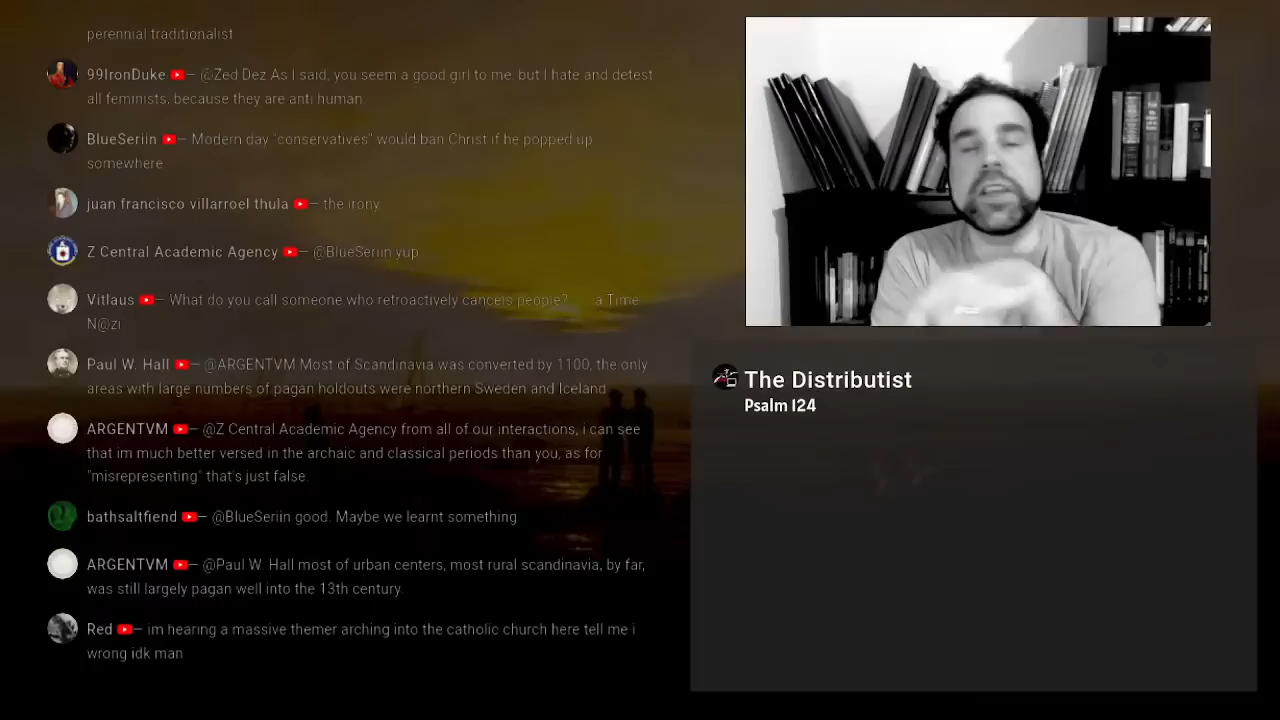 perennial traditionalist
99IronDuke — @Zed Dez As I said, you seem a good girl to me, but I hate and detest
all feminists, because they are anti human
BlueSeriin — Modern day "conservatives" would ban Christ if he popped up
somewhere
juan francisco villarroel thula — the irony
Z Central Academic Agency — @BlueSeriin yup
Vitlaus — What do you call someone who retroactively cancels people? a Time
N@zi
Paul W. Hall — @ARGENTVM Most of Scandinavia was converted by 1100, the only
areas with large numbers of pagan holdouts were northern Sweden and Iceland
ARGENTVM — @Z Central Academic Agency from all of our interactions, i can see
that im much better versed in the archaic and classical periods than you, as for
"misrepresenting" that's just false
bathsaltfiend — @BlueSeriin good. Maybe we learnt something
ARGENTVM — @Paul W. Hall most of urban centers, most rural scandinavia, by far,
was still largely pagan well into the 13th century.
Red — im hearing a massive themer arching into the catholic church here tell me i
wrong idk man
The Distributist
Psalm 124